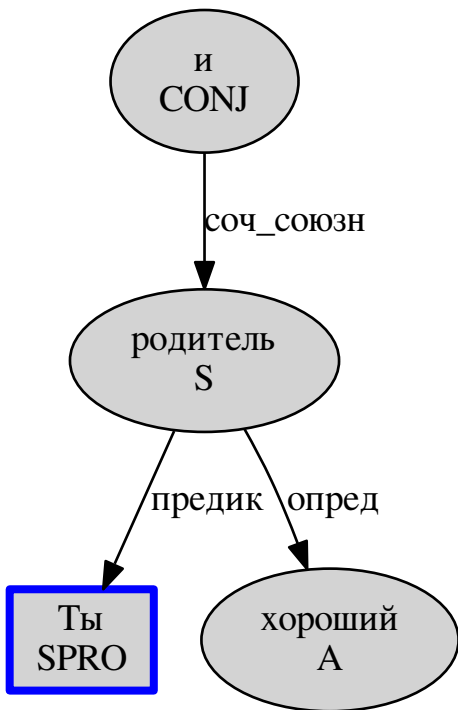 и
CONJ
соч_союзн
родитель
S
предик
опред
Ты
SPRO
хороший
A